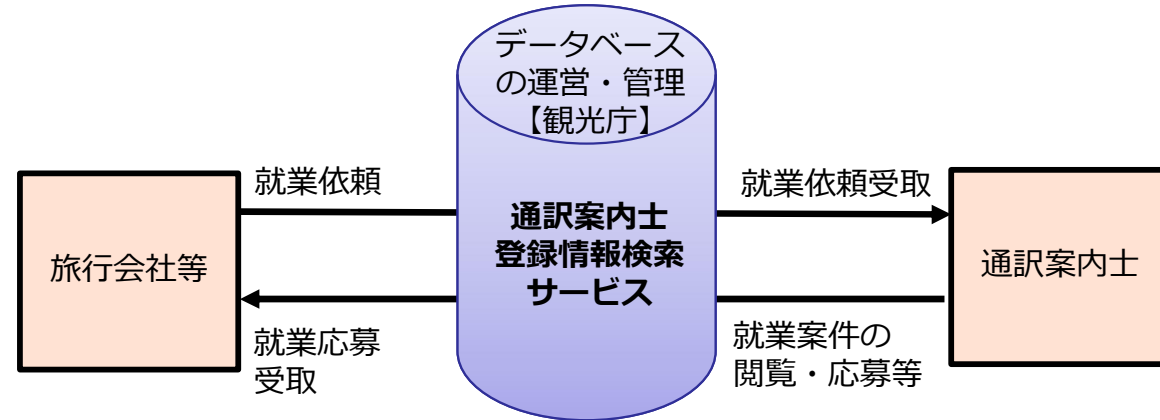 データベース
の運営・管理
【観光庁】
就業依頼
就業依頼受取
旅行会社等
通訳案内士
登録情報検索
サービス
通訳案内士
就業応募
受取
就業案件の
閲覧・応募等